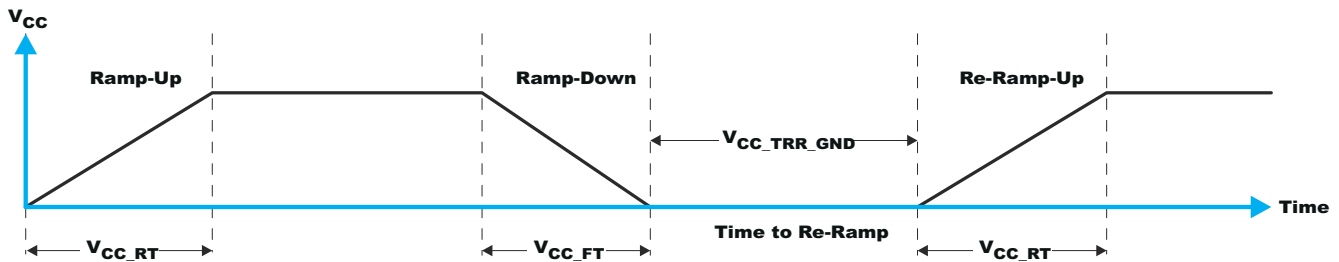 VCC
Ramp-Up
Ramp-Down
Re-Ramp-Up
VCC_TRR_GND
Time
Time to Re-Ramp
VCC_RT
VCC_FT
VCC_RT